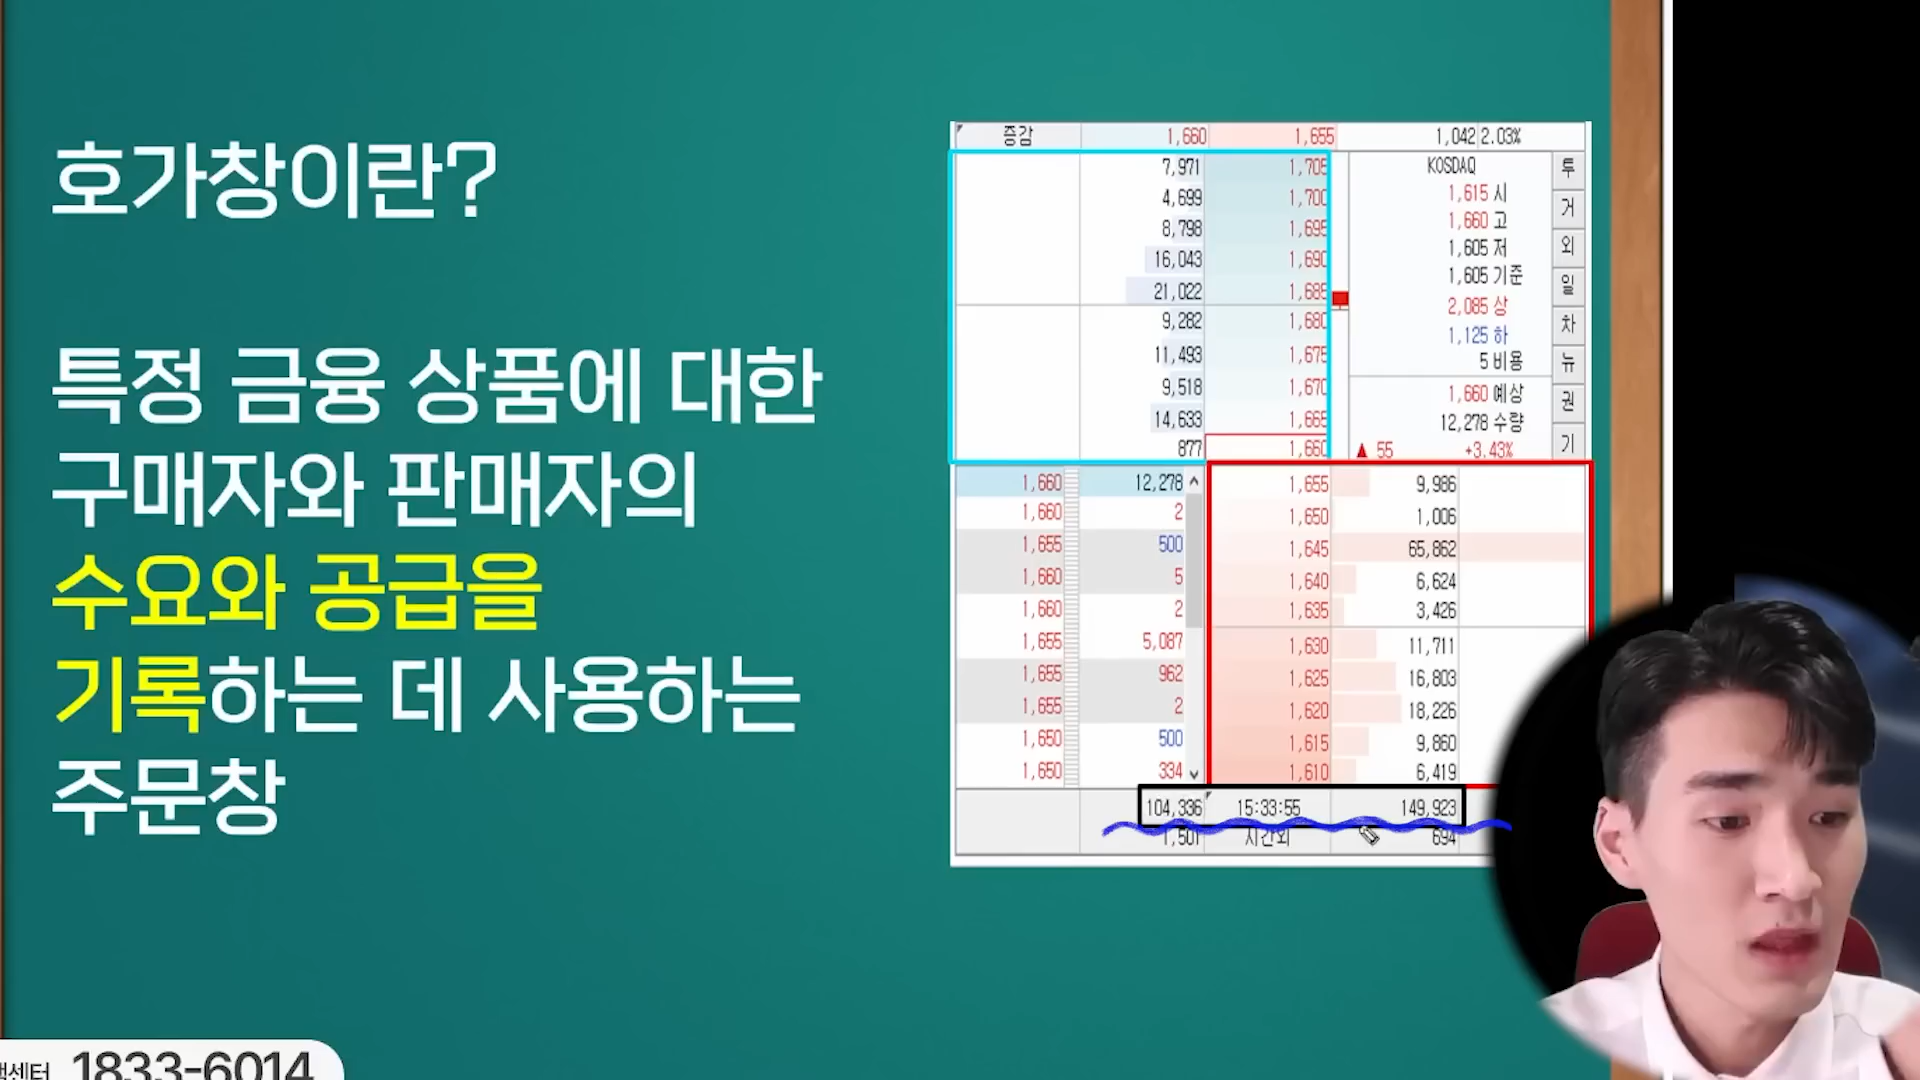 호가창이란?
특정 금융 상품에 대한
구매자와 판매자의
수요와 공급을
기록하는 데 사용하는
주문창
증감 1,660 1,655 1,042 2.03%
7,971 1,705 KOSDAQ 투
4,699 1,700 1,615 시 거
8,798 1,695 1,660 고 외
16,043 1,690 1,605 저
21,022 1,685 1,605 기준 일
9,282 1,680 2,085 상 차
11,493 1,675 1,125 하 뉴
9,518 1,670 5 비용
14,633 1,665 1,660 예상 권
877 1,660 12,278 수량
▲ 55 +3.43% 기
1,660 12,278 1,655 9,986
1,660 2 1,650 1,006
1,655 500 1,645 65,862
1,660 5 1,640 6,624
1,660 2 1,635 3,426
1,655 5,087 1,630 11,711
1,655 962 1,625 16,803
1,655 2 1,620 18,226
1,650 500 1,615 9,860
1,650 334 1,610 6,419
104,336 15:33:55 149,923
1,501 시간외 694
센터 1833-6014